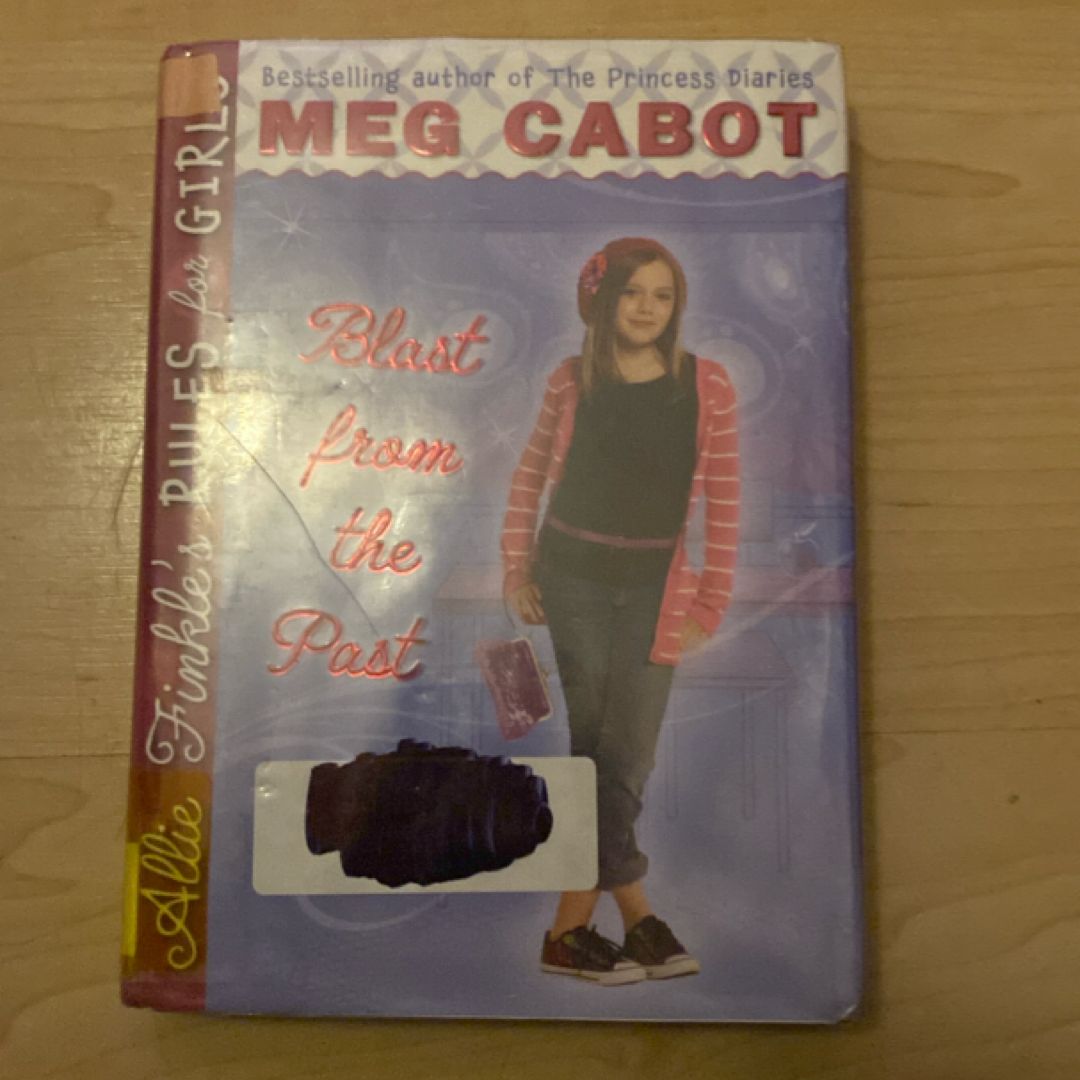 Bestselling author of The Princess Diaries
MEG CABOT
Blast
from
the
Past
Allie Finkle's RULES for GIRLS